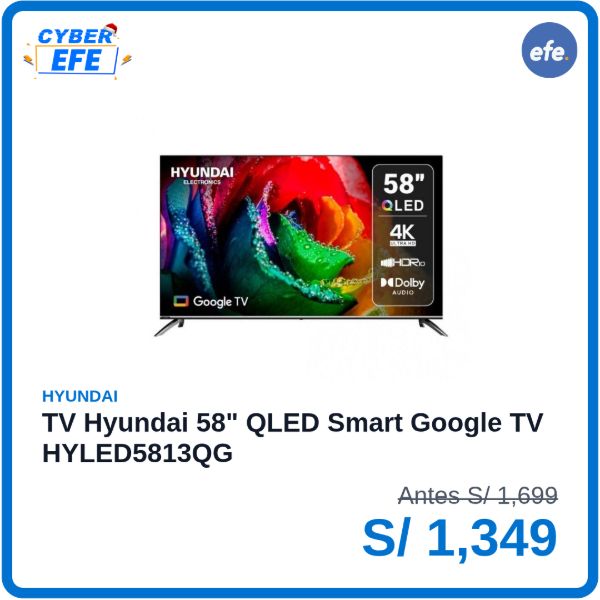 CYBER
EFE
efe.
HYUNDAI
ELECTRONICS
58"
QLED
4K
ULTRA HD
HDR10
Dolby
AUDIO
Google TV
HYUNDAI
TV Hyundai 58" QLED Smart Google TV
HYLED5813QG
Antes S/ 1,699
S/ 1,349